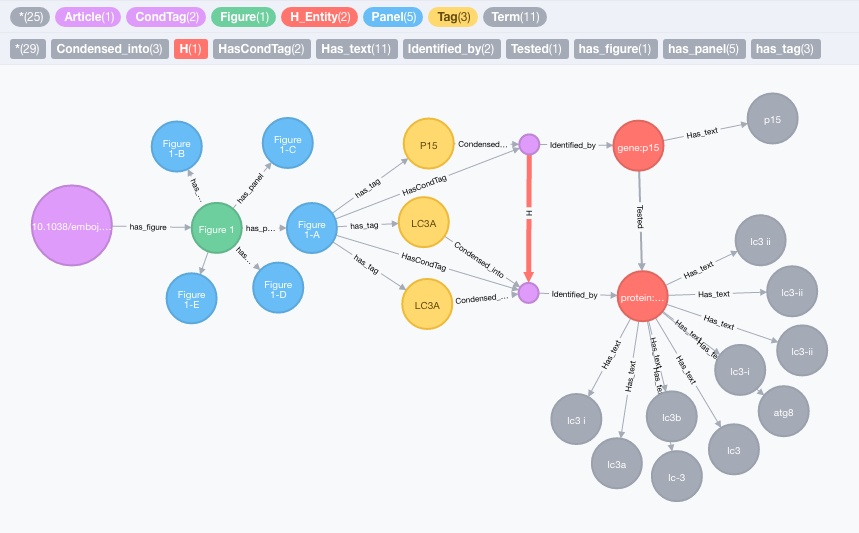 *(25) Article(1) CondTag(2) Figure(1) H_Entity(2) Panel(5) Tag(3) Term(11)
*(29) Condensed_into(3) H(1) HasCondTag(2) Has_text(11) Identified_by(2) Tested(1) has_figure(1) has_panel(5) has_tag(3)
Figure
1-B
Figure
1-C
P15
Condensed...
Identified_by
gene:p15
Has_text
p15
has_...
has_panel
has_tag
HasCondTag
10.1038/emboj....
has_figure
Figure 1
has_p...
Figure
1-A
has_tag
LC3A
H
Tested
lc3 ii
has...
HasCondTag
Condensed_into
Has_text
has_tag
Figure
1-E
Figure
1-D
LC3A
Condensed_...
Identified_by
protein:...
Has_text
lc3-ii
Has_text
lc3-ii
Has_text
Has_te
lc3-i
Has_text
Has_text
Has_text
Has_te
Has_text
atg8
lc3 i
lc3b
lc3
lc3a
lc-3